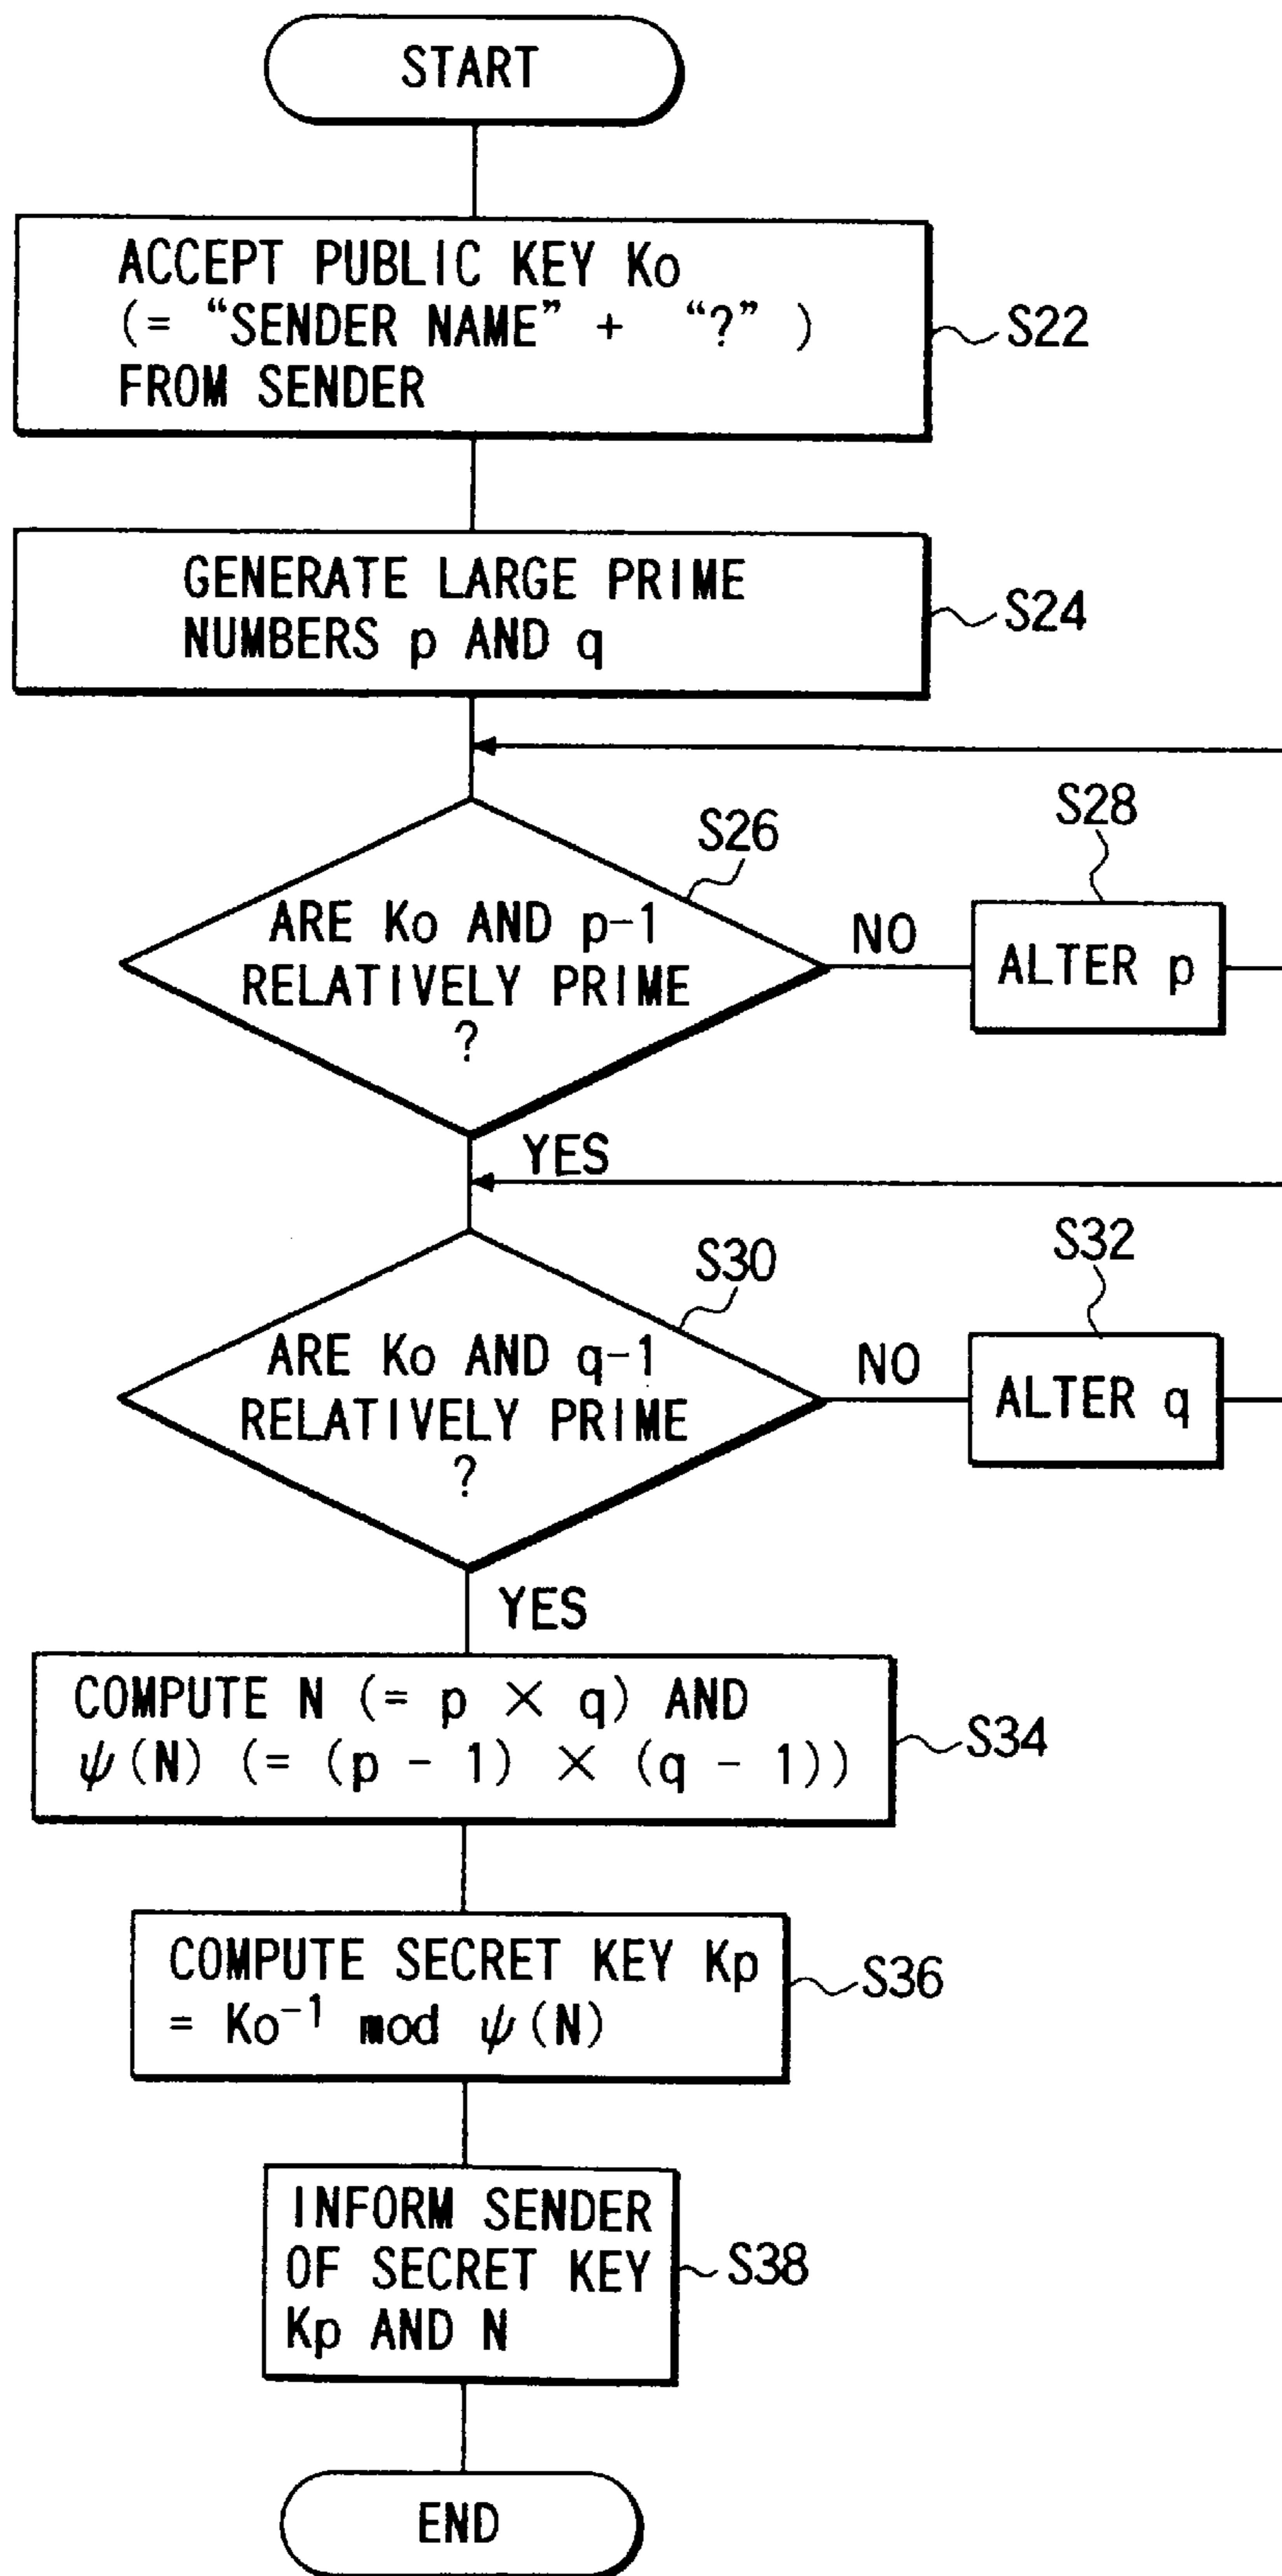 START
ACCEPT PUBLIC KEY Ko
(= “SENDER NAME” + “?” )
FROM SENDER
S22
GENERATE LARGE PRIME
NUMBERS p AND q
S24
S26
ARE Ko AND p-1
RELATIVELY PRIME
?
NO
S28
ALTER p
YES
S30
ARE Ko AND q-1
RELATIVELY PRIME
?
NO
S32
ALTER q
YES
COMPUTE N (= p × q) AND
ψ(N) (= (p - 1) × (q - 1))
S34
COMPUTE SECRET KEY Kp
= Ko⁻¹ mod ψ(N)
S36
INFORM SENDER
OF SECRET KEY
Kp AND N
S38
END